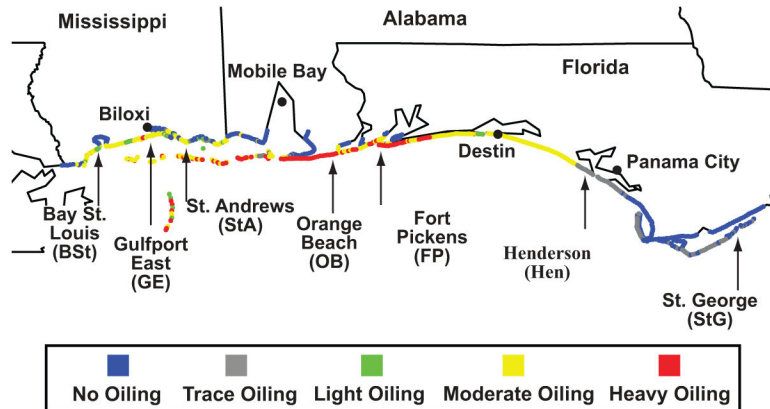 Mississippi
Alabama
Mobile Bay
Florida
Biloxi
Destin
Panama City
Bay St.
Louis
(BSt)
Gulfport
East
(GE)
St. Andrews
(StA)
Orange
Beach
(OB)
Fort
Pickens
(FP)
Henderson
(Hen)
St. George
(StG)
No Oiling
Trace Oiling
Light Oiling
Moderate Oiling
Heavy Oiling